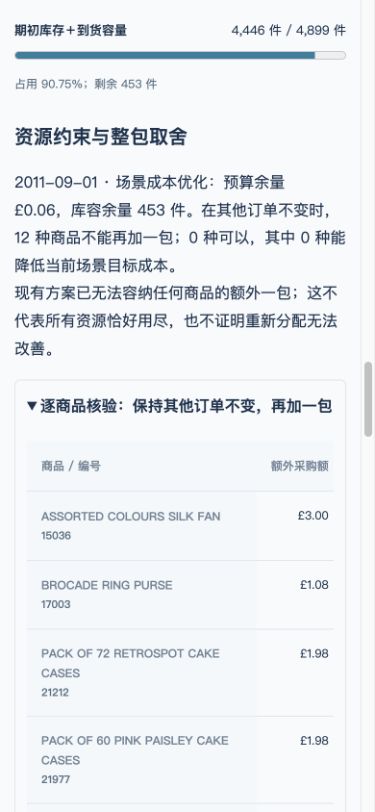 期初库存＋到货容量 4,446 件 / 4,899 件
占用 90.75%；剩余 453 件
资源约束与整包取舍
2011–09–01 · 场景成本优化：预算余量
£0.06，库容余量 453 件。在其他订单不变时，
12 种商品不能再加一包；0 种可以，其中 0 种能
降低当前场景目标成本。
现有方案已无法容纳任何商品的额外一包；这不
代表所有资源恰好用尽，也不证明重新分配无法
改善。
▼逐商品核验：保持其他订单不变，再加一包
商品 / 编号 额外采购额
ASSORTED COLOURS SILK FAN £3.00
15036
BROCADE RING PURSE £1.08
17003
PACK OF 72 RETROSPOT CAKE £1.98
CASES
21212
PACK OF 60 PINK PAISLEY CAKE £1.98
CASES
21977